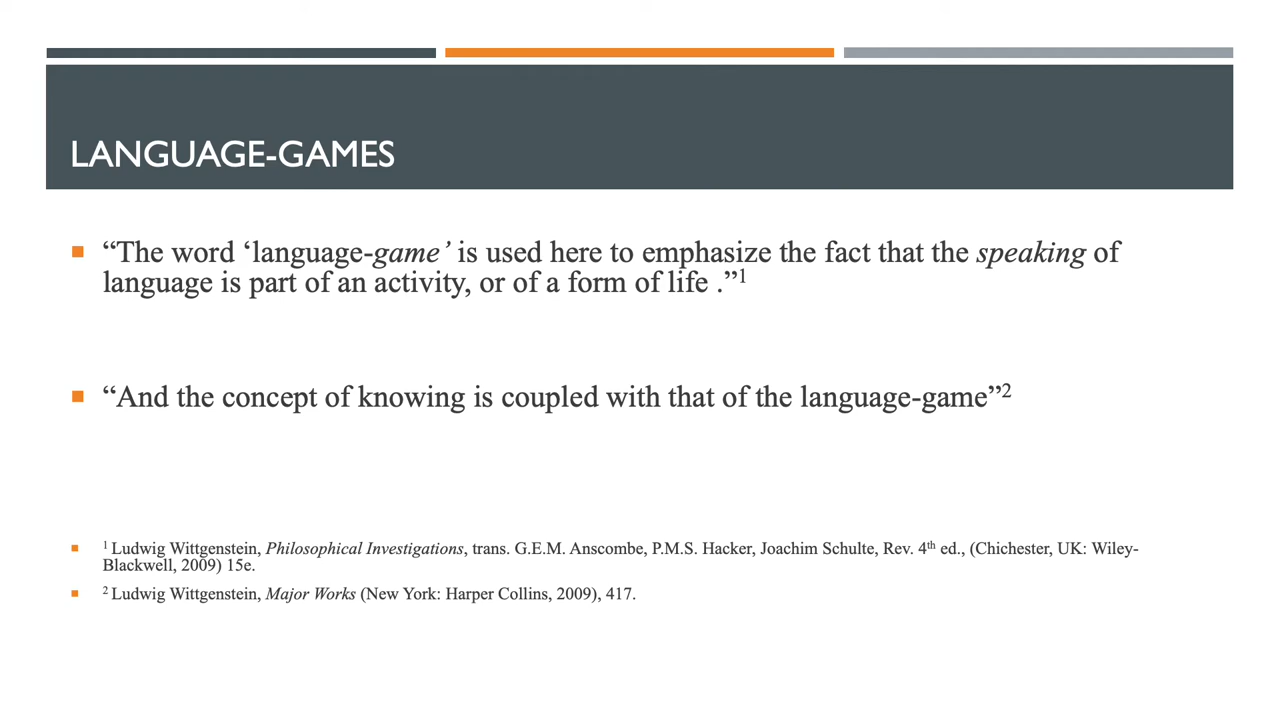 LANGUAGE-GAMES
“The word ‘language-game’ is used here to emphasize the fact that the speaking of
language is part of an activity, or of a form of life .”1
“And the concept of knowing is coupled with that of the language-game”2
1 Ludwig Wittgenstein, Philosophical Investigations, trans. G.E.M. Anscombe, P.M.S. Hacker, Joachim Schulte, Rev. 4th ed., (Chichester, UK: Wiley-
Blackwell, 2009) 15e.
2 Ludwig Wittgenstein, Major Works (New York: Harper Collins, 2009), 417.